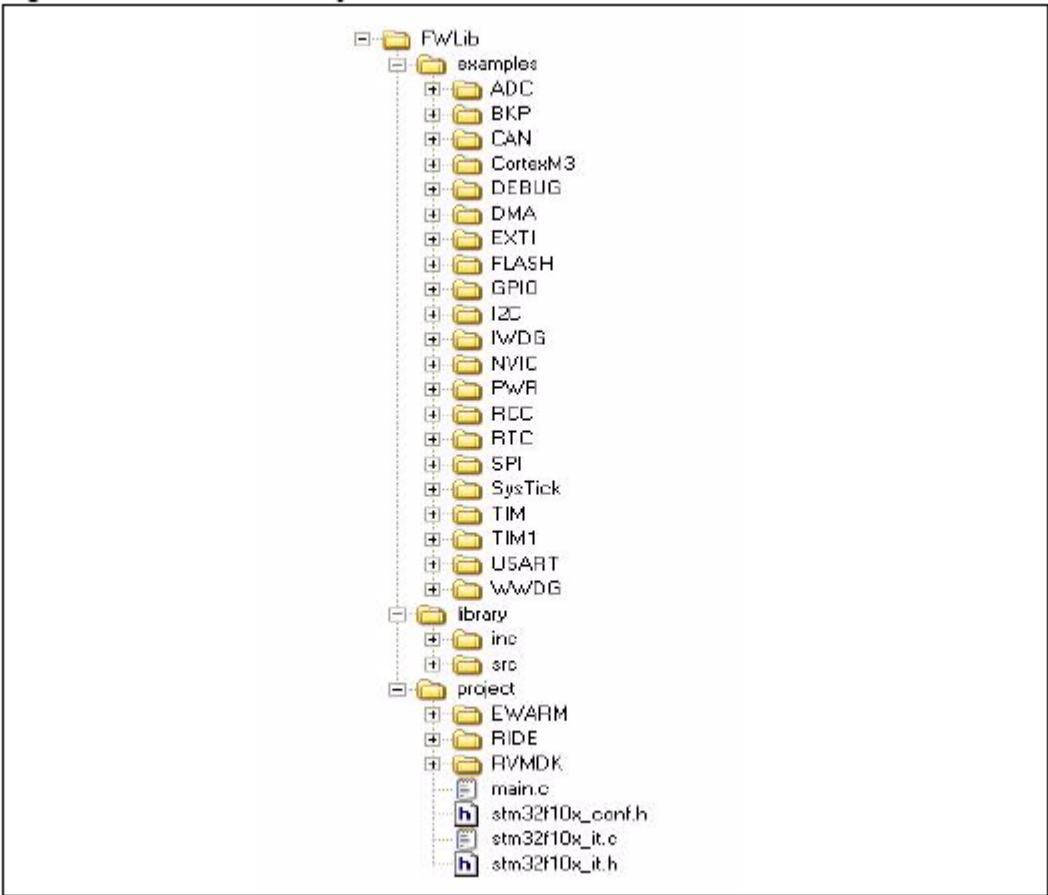 FWLib
examples
ADC
BKP
CAN
CortexM3
DEBUG
DMA
EXTI
FLASH
GPIO
I2C
IWDG
NVIC
PWR
RCC
RTC
SPI
SysTick
TIM
TIM1
USART
WWDG
library
inc
src
project
EWARM
RIDE
RVMDK
main.c
stm32f10x_conf.h
stm32f10x_it.c
stm32f10x_it.h